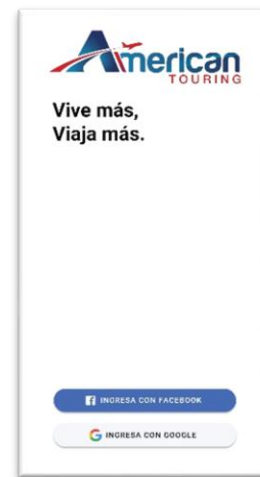 American
TOURING
Vive más,
Viaja más.
INGRESA CON FACEBOOK
INGRESA CON GOOGLE